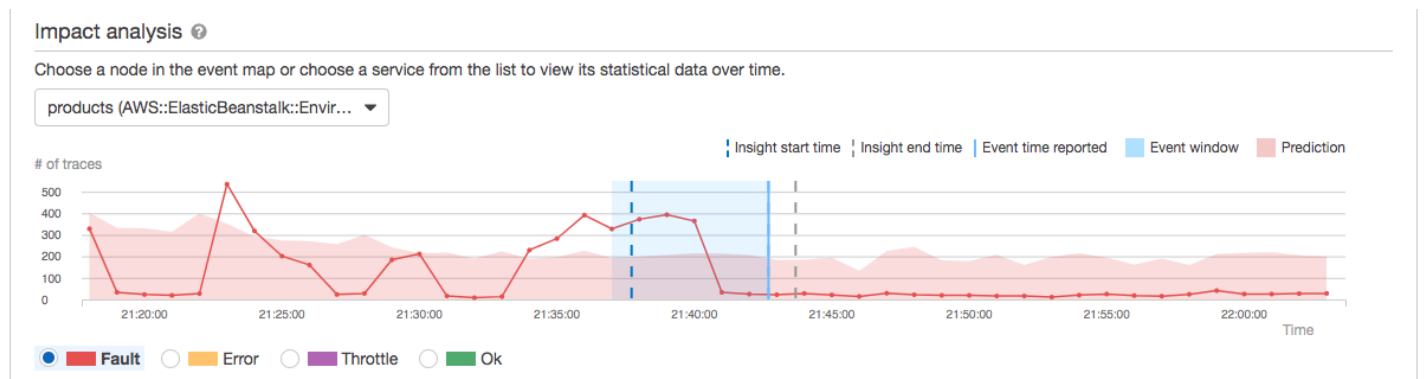 Impact analysis ?
Choose a node in the event map or choose a service from the list to view its statistical data over time.
products (AWS::ElasticBeanstalk::Envir...
Insight start time Insight end time Event time reported Event window Prediction
# of traces
500
400
300
200
100
0
21:20:00 21:25:00 21:30:00 21:35:00 21:40:00 21:45:00 21:50:00 21:55:00 22:00:00
Time
Fault Error Throttle Ok